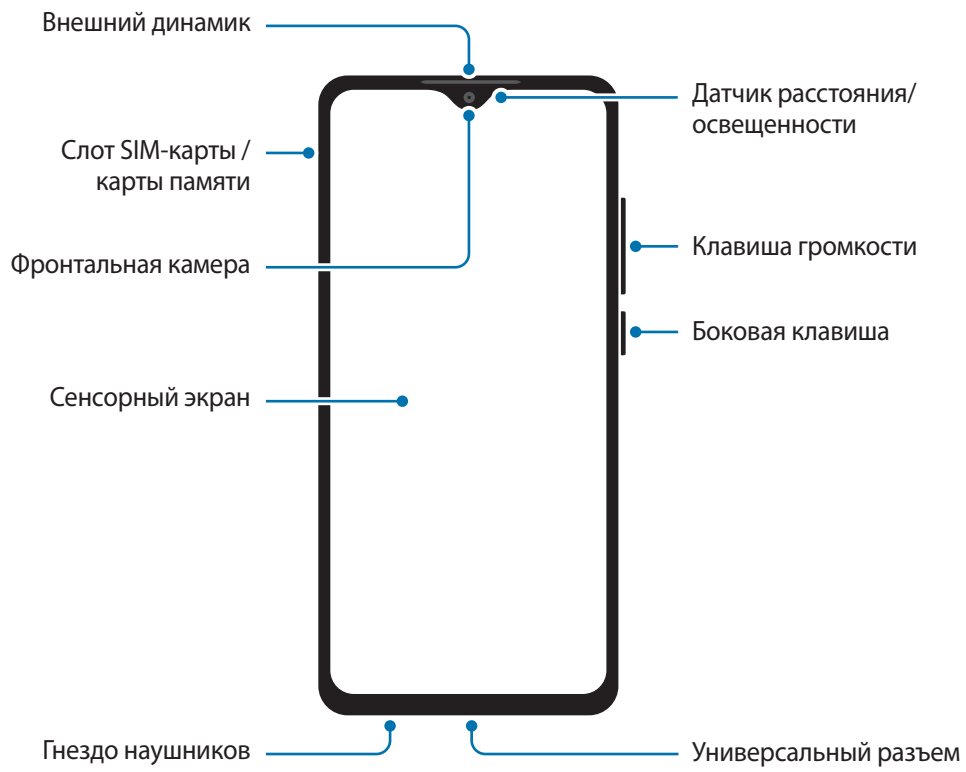 Внешний динамик
Датчик расстояния/
освещенности
Слот SIM-карты /
карты памяти
Клавиша громкости
Фронтальная камера
Боковая клавиша
Сенсорный экран
Гнездо наушников
Универсальный разъем